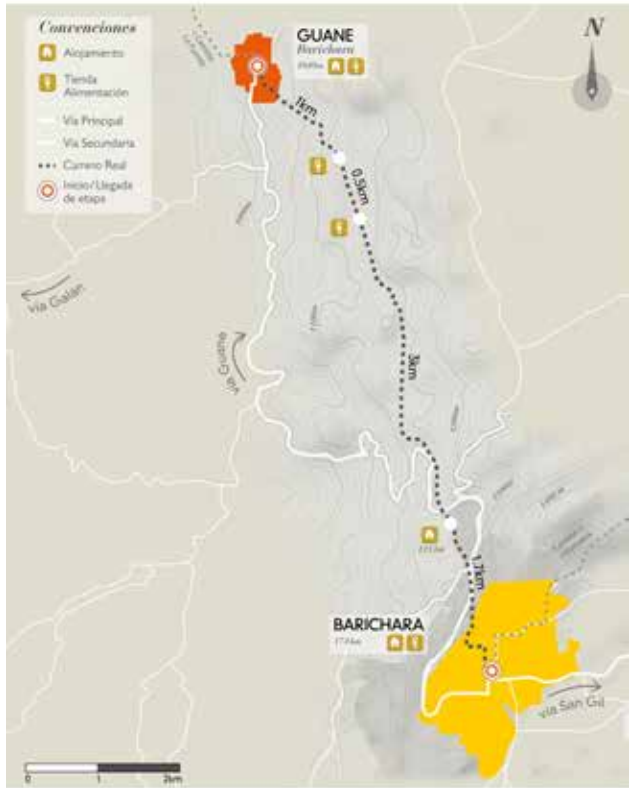 Convenciones
Alojamiento
Tienda
Alimentación
Vía Principal
Vía Secundaria
Camino Real
Inicio/Llegada
de etapa
GUANE
Barichara
N
1km
0.5km
3km
1.7km
vía Galán
vía Guane
BARICHARA
vía San Gil
0 1 2km